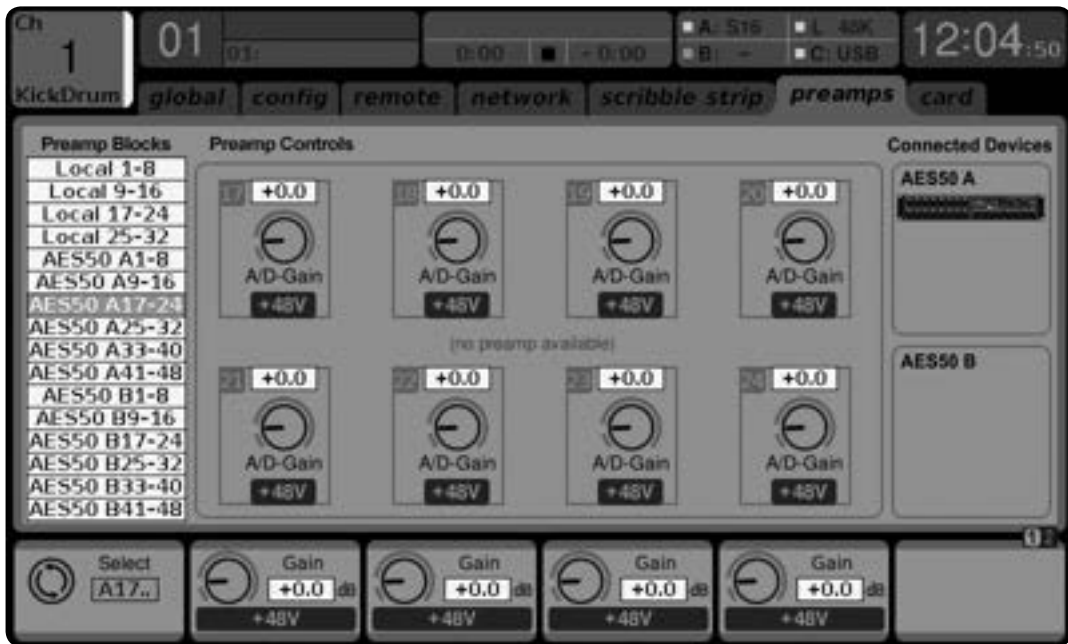 Ch
1
KickDrum
01
01:
0:00
- 0:00
A: S16
B: -
L 48K
C: USB
12:04:50
global
config
remote
network
scribble strip
preamps
card
Preamp Blocks
Local 1-8
Local 9-16
Local 17-24
Local 25-32
AES50 A1-8
AES50 A9-16
AES50 A17-24
AES50 A25-32
AES50 A33-40
AES50 A41-48
AES50 B1-8
AES50 B9-16
AES50 B17-24
AES50 B25-32
AES50 B33-40
AES50 B41-48
Preamp Controls
17 +0.0
A/D-Gain
+48V
18 +0.0
A/D-Gain
+48V
19 +0.0
A/D-Gain
+48V
20 +0.0
A/D-Gain
+48V
(no preamp available)
21 +0.0
A/D-Gain
+48V
22 +0.0
A/D-Gain
+48V
23 +0.0
A/D-Gain
+48V
24 +0.0
A/D-Gain
+48V
Connected Devices
AES50 A
AES50 B
1
Select
A17..
Gain
+0.0 dB
+48V
Gain
+0.0 dB
+48V
Gain
+0.0 dB
+48V
Gain
+0.0 dB
+48V